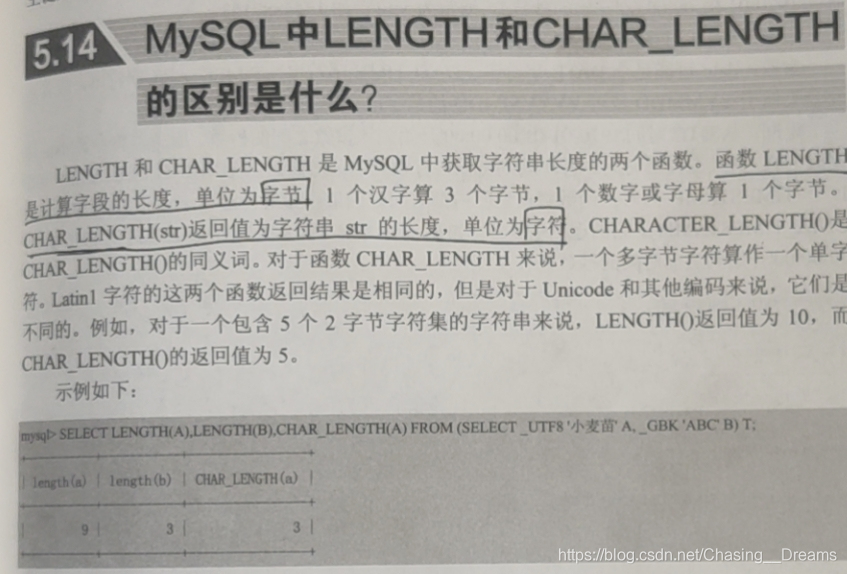 5.14 MySQL中LENGTH和CHAR_LENGTH
的区别是什么?
LENGTH 和 CHAR_LENGTH 是 MySQL 中获取字符串长度的两个函数。函数 LENGTH
是计算字段的长度,单位为字节,1 个汉字算 3 个字节,1 个数字或字母算 1 个字节。
CHAR_LENGTH(str)返回值为字符串 str 的长度,单位为字符。CHARACTER_LENGTH()是
CHAR_LENGTH()的同义词。对于函数 CHAR_LENGTH 来说,一个多字节字符算作一个单字
符。Latin1 字符的这两个函数返回结果是相同的,但是对于 Unicode 和其他编码来说,它们是
不同的。例如,对于一个包含 5 个 2 字节字符集的字符串来说,LENGTH()返回值为 10,而
CHAR_LENGTH()的返回值为 5。
示例如下:
mysql> SELECT LENGTH(A),LENGTH(B),CHAR_LENGTH(A) FROM (SELECT _UTF8 '小麦苗' A, _GBK 'ABC' B) T;
| length(a) | length(b) | CHAR_LENGTH(a) |
| 9 | 3 | 3 |
https://blog.csdn.net/Chasing__Dreams